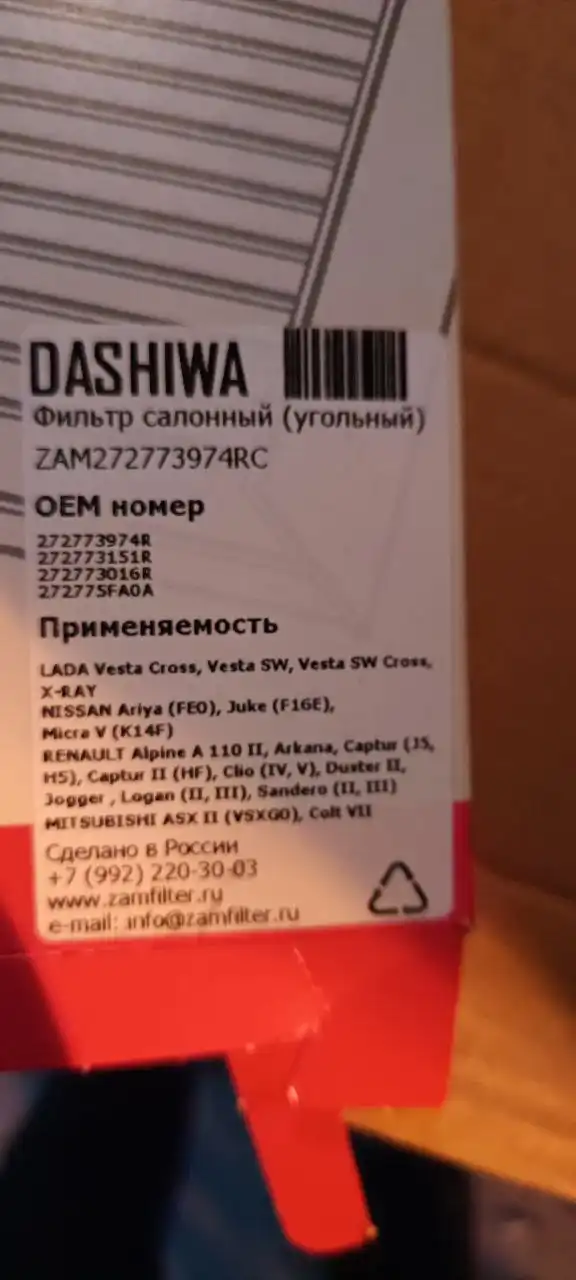 DASHIWA
Фильтр салонный (угольный)
ZAM272773974RC
OEM номер
272773974R
272773151R
272773016R
272775FA0A
Применяемость
LADA Vesta Cross, Vesta SW, Vesta SW Cross,
X-RAY
NISSAN Ariya (FE0), Juke (F16E),
Micra V (K14F)
RENAULT Alpine A 110 II, Arkana, Captur (J5,
H5), Captur II (HF), Clio (IV, V), Duster II,
Jogger , Logan (II, III), Sandero (II, III)
MITSUBISHI ASX II (VSXG0), Colt VII
Сделано в России
+7 (992) 220-30-03
www.zamfilter.ru
e-mail: info@zamfilter.ru